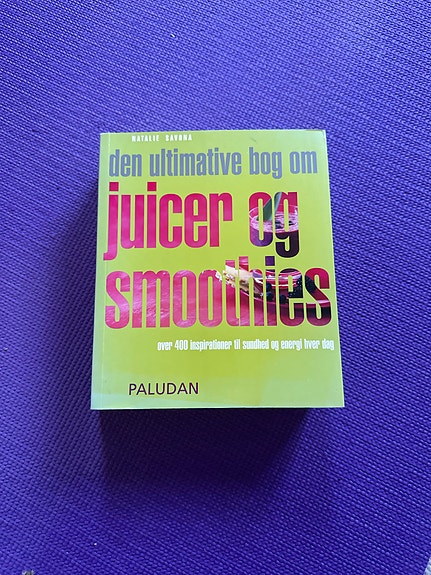 NATALIE SAVONA
den ultimative bog om
juicer og
smoothies
over 400 inspirationer til sundhed og energi hver dag
PALUDAN